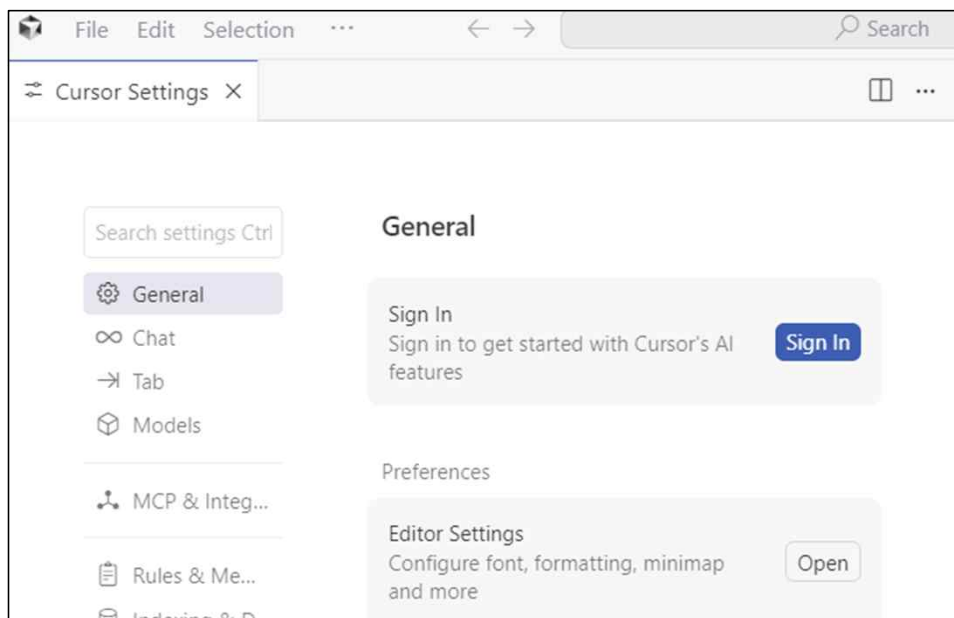 File Edit Selection ··· Search
Cursor Settings
Search settings Ctrl
General
Chat
Tab
Models
MCP & Integ...
Rules & Me...
General
Sign In
Sign in to get started with Cursor's AI
features
Sign In
Preferences
Editor Settings
Configure font, formatting, minimap
and more
Open